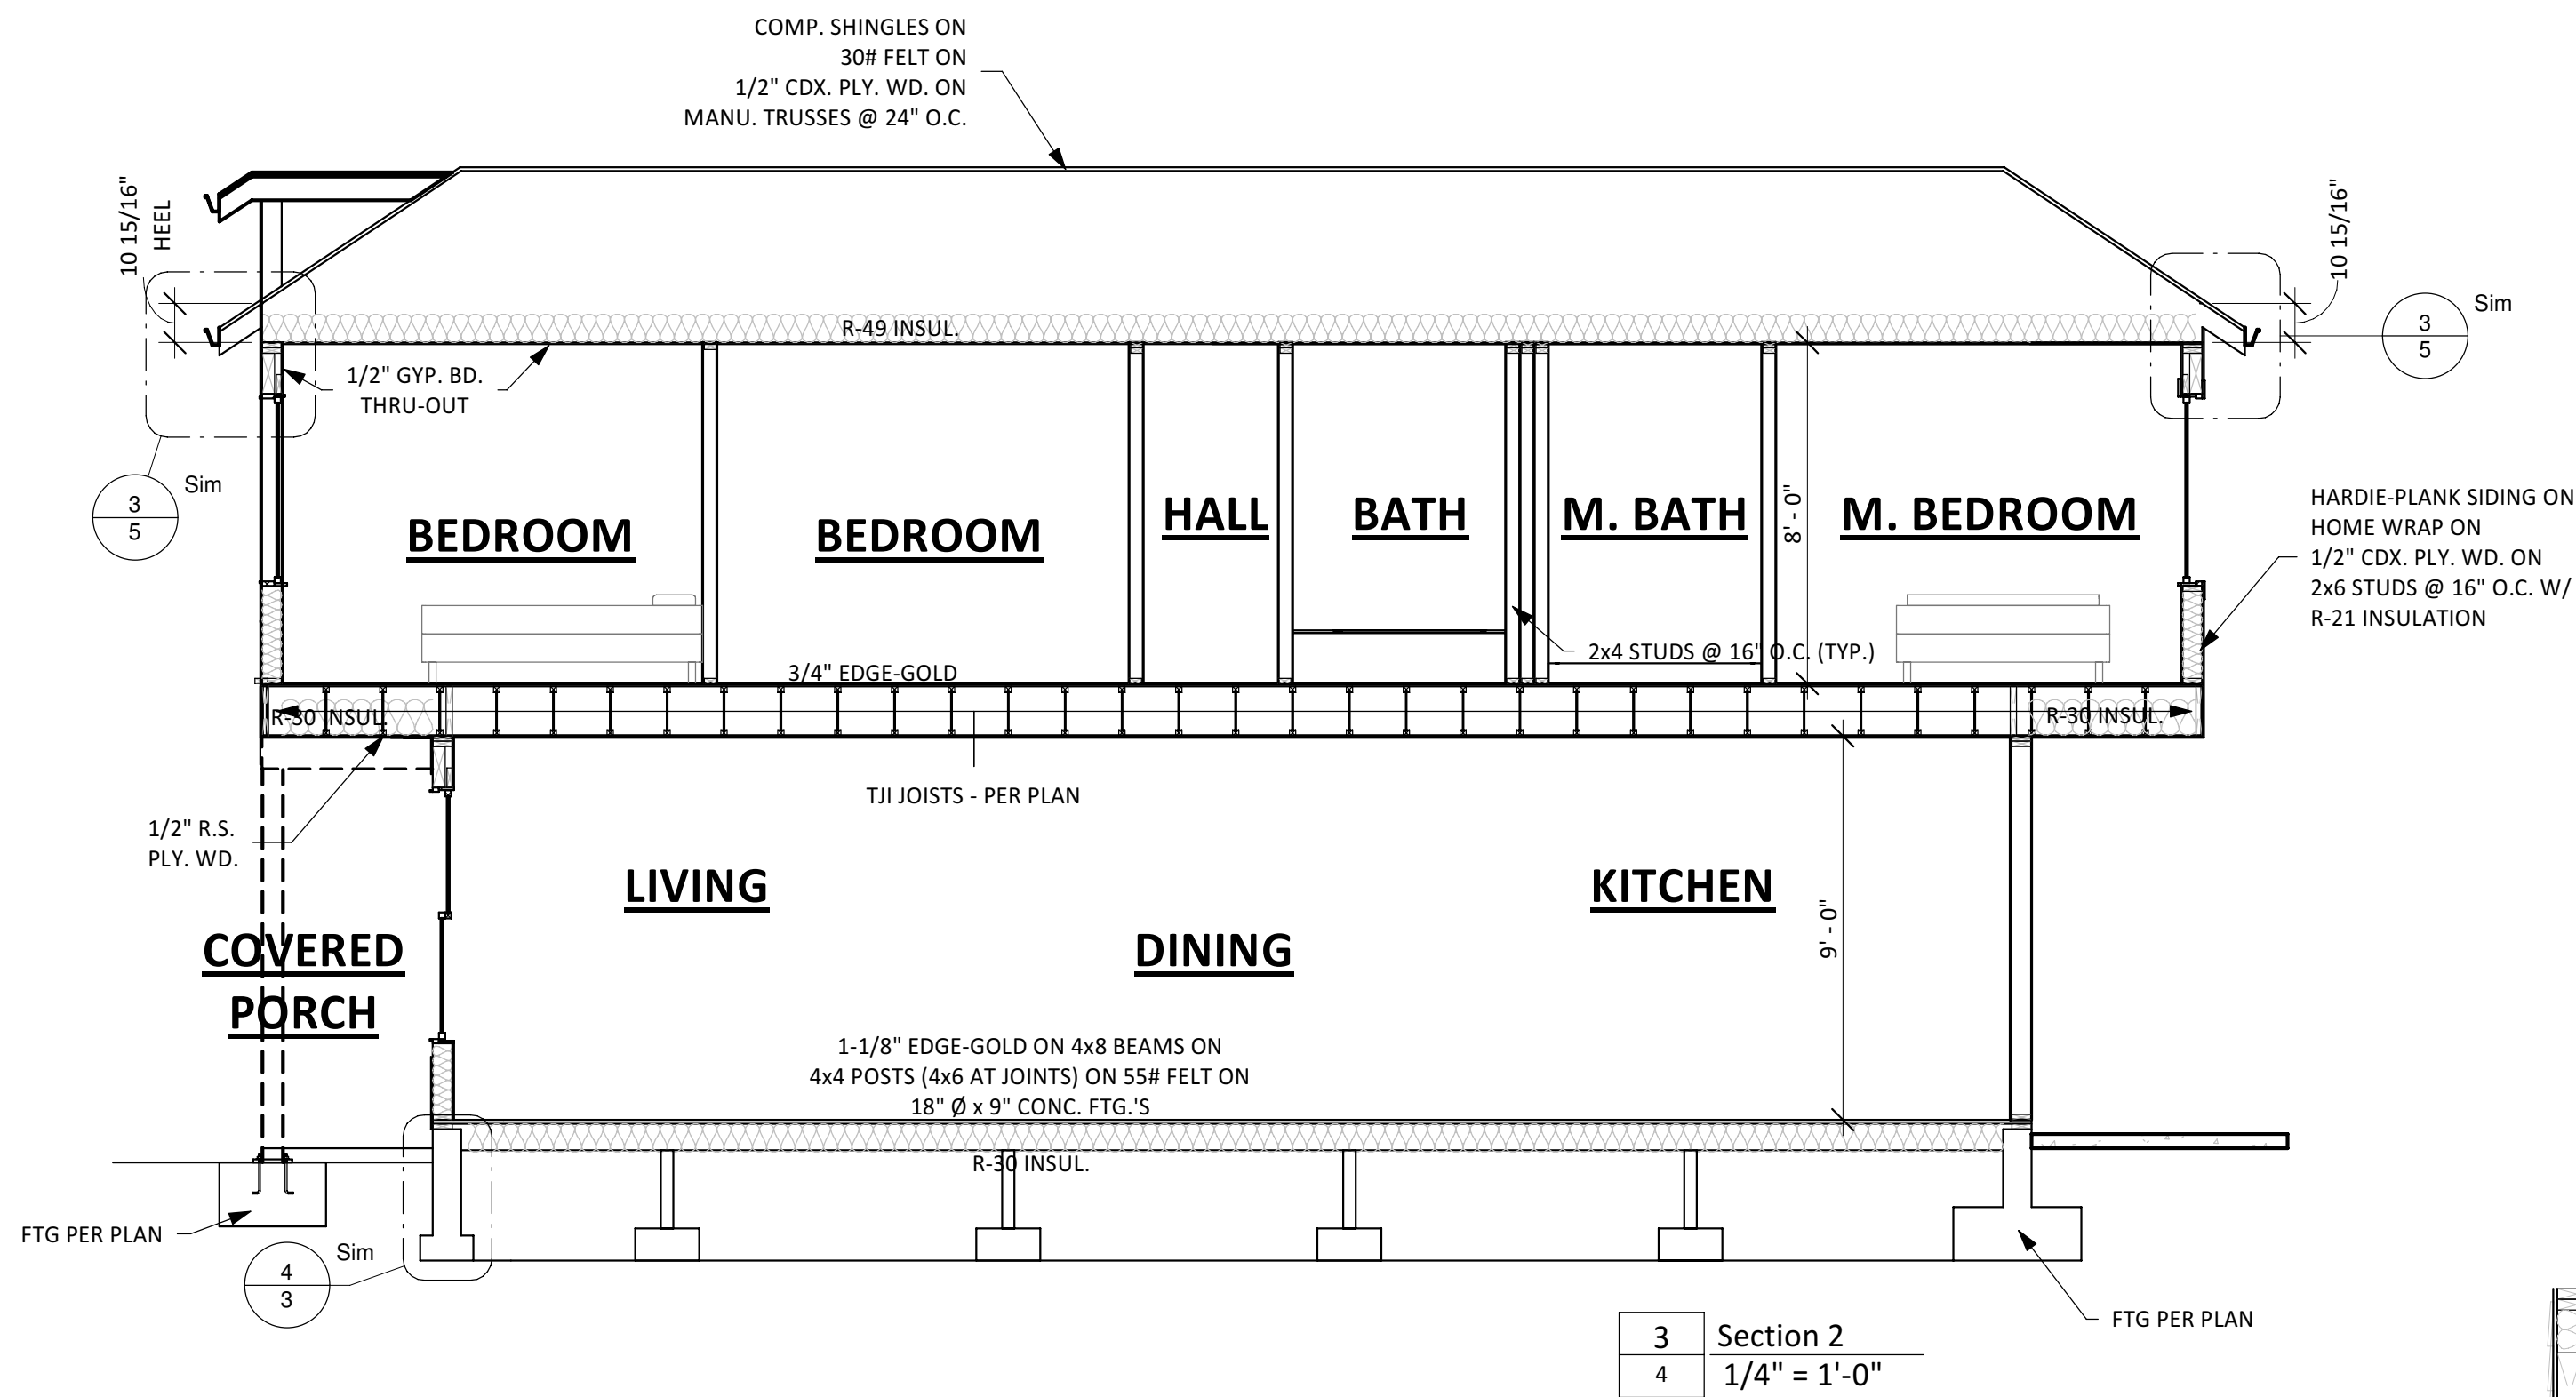 COMP. SHINGLES ON
30# FELT ON
1/2" CDX. PLY. WD. ON
MANU. TRUSSES @ 24" O.C.
10 15/16"
HEEL
10 15/16"
Sim
3
5
R-49 INSUL.
1/2" GYP. BD.
THRU-OUT
Sim
3
5
BEDROOM
BEDROOM
HALL
BATH
M. BATH
8' - 0"
M. BEDROOM
HARDIE-PLANK SIDING ON
HOME WRAP ON
1/2" CDX. PLY. WD. ON
2x6 STUDS @ 16" O.C. W/
R-21 INSULATION
2x4 STUDS @ 16" O.C. (TYP.)
3/4" EDGE-GOLD
R-30 INSUL.
R-30 INSUL.
TJI JOISTS - PER PLAN
1/2" R.S.
PLY. WD.
LIVING
KITCHEN
9' - 0"
COVERED
PORCH
DINING
1-1/8" EDGE-GOLD ON 4x8 BEAMS ON
4x4 POSTS (4x6 AT JOINTS) ON 55# FELT ON
18" Ø x 9" CONC. FTG.'S
R-30 INSUL.
FTG PER PLAN
Sim
4
3
FTG PER PLAN
3
Section 2
4
1/4" = 1'-0"